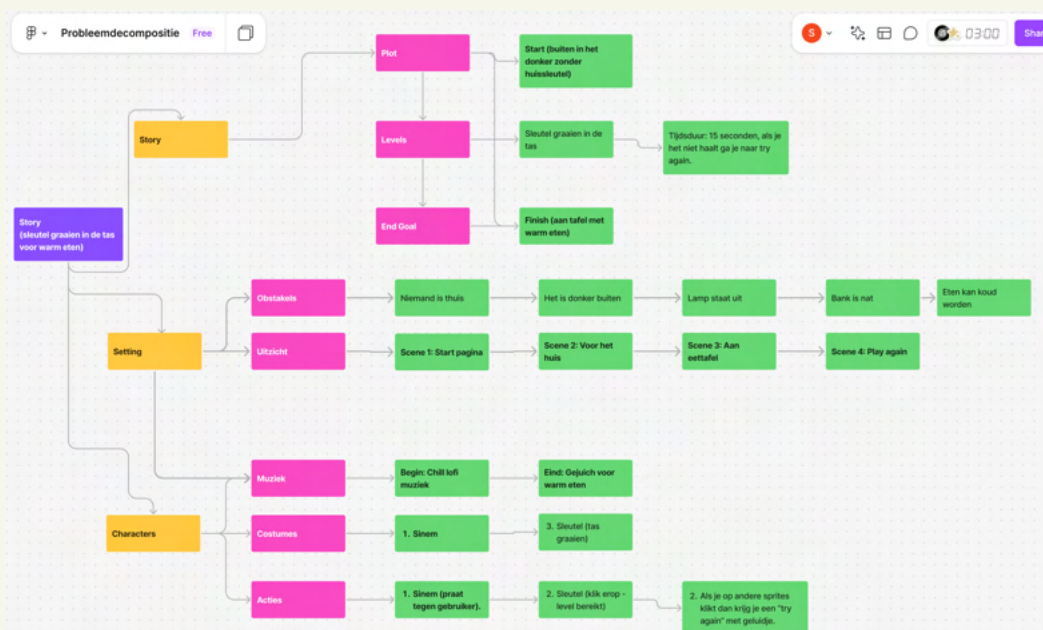 Probleemdecompositie
Free
S
03:00
Plot
Start (buiten in het
donker zonder
huissleutel)
Story
Levels
Sleutel graaien in de
tas
Tijdsduur: 15 seconden, als je
het niet haalt ga je naar try
again.
Story
(sleutel graaien in de tas
voor warm eten)
End Goal
Finish (aan tafel met
warm eten)
Obstakels
Niemand is thuis
Het is donker buiten
Lamp staat uit
Bank is nat
Eten kan koud
worden
Setting
Uitzicht
Scene 1: Start pagina
Scene 2: Voor het
huis
Scene 3: Aan
eettafel
Scene 4: Play again
Muziek
Begin: Chill lofi
muziek
Eind: Gejuich voor
warm eten
Characters
Costumes
1. Sinem
3. Sleutel (tas
graaien)
Acties
1. Sinem (praat
tegen gebruiker).
2. Sleutel (klik erop -
level bereikt)
2. Als je op andere sprites
klikt dan krijg je een "try
again" met geluidje.